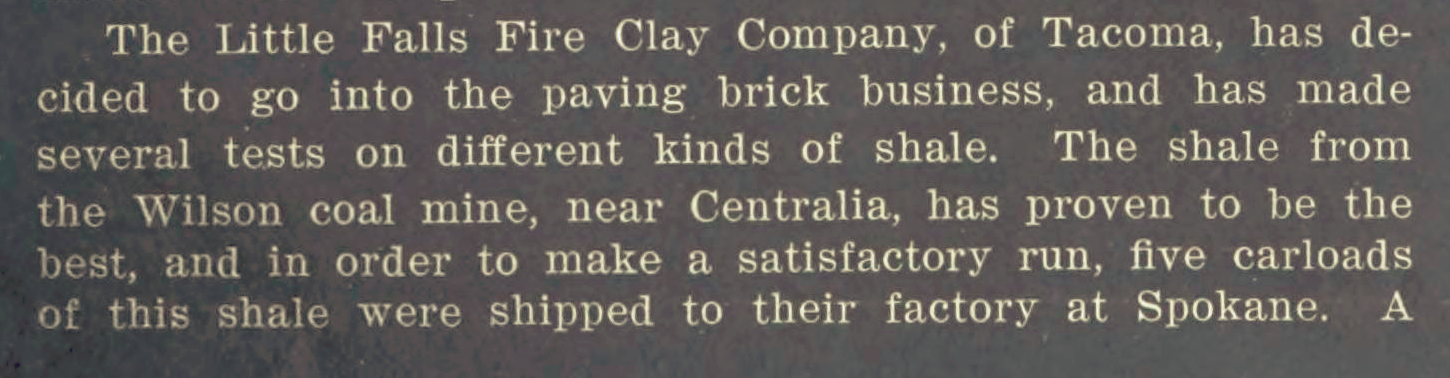 The Little Falls Fire Clay Company, of Tacoma, has de-
cided to go into the paving brick business, and has made
several tests on different kinds of shale. The shale from
the Wilson coal mine, near Centralia, has proven to be the
best, and in order to make a satisfactory run, five carloads
of this shale were shipped to their factory at Spokane. A